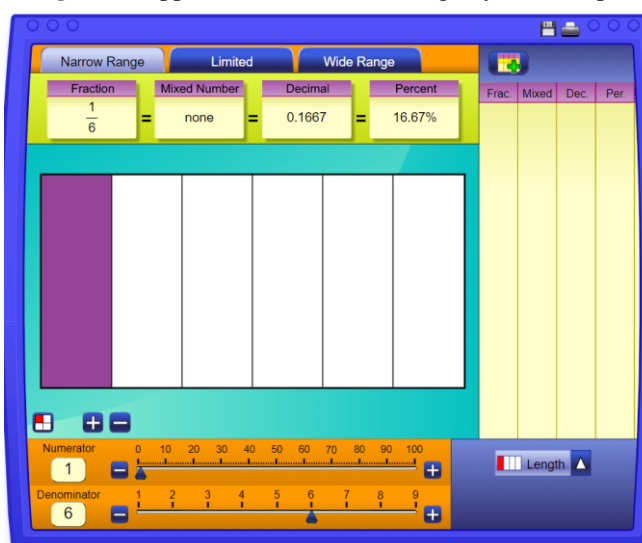 Narrow Range Limited Wide Range
Fraction Mixed Number Decimal Percent
1
6
= none = 0.1667 = 16.67%
Frac. Mixed Dec. Per.
Numerator 0 10 20 30 40 50 60 70 80 90 100
1
Denominator 1 2 3 4 5 6 7 8 9
6
Length